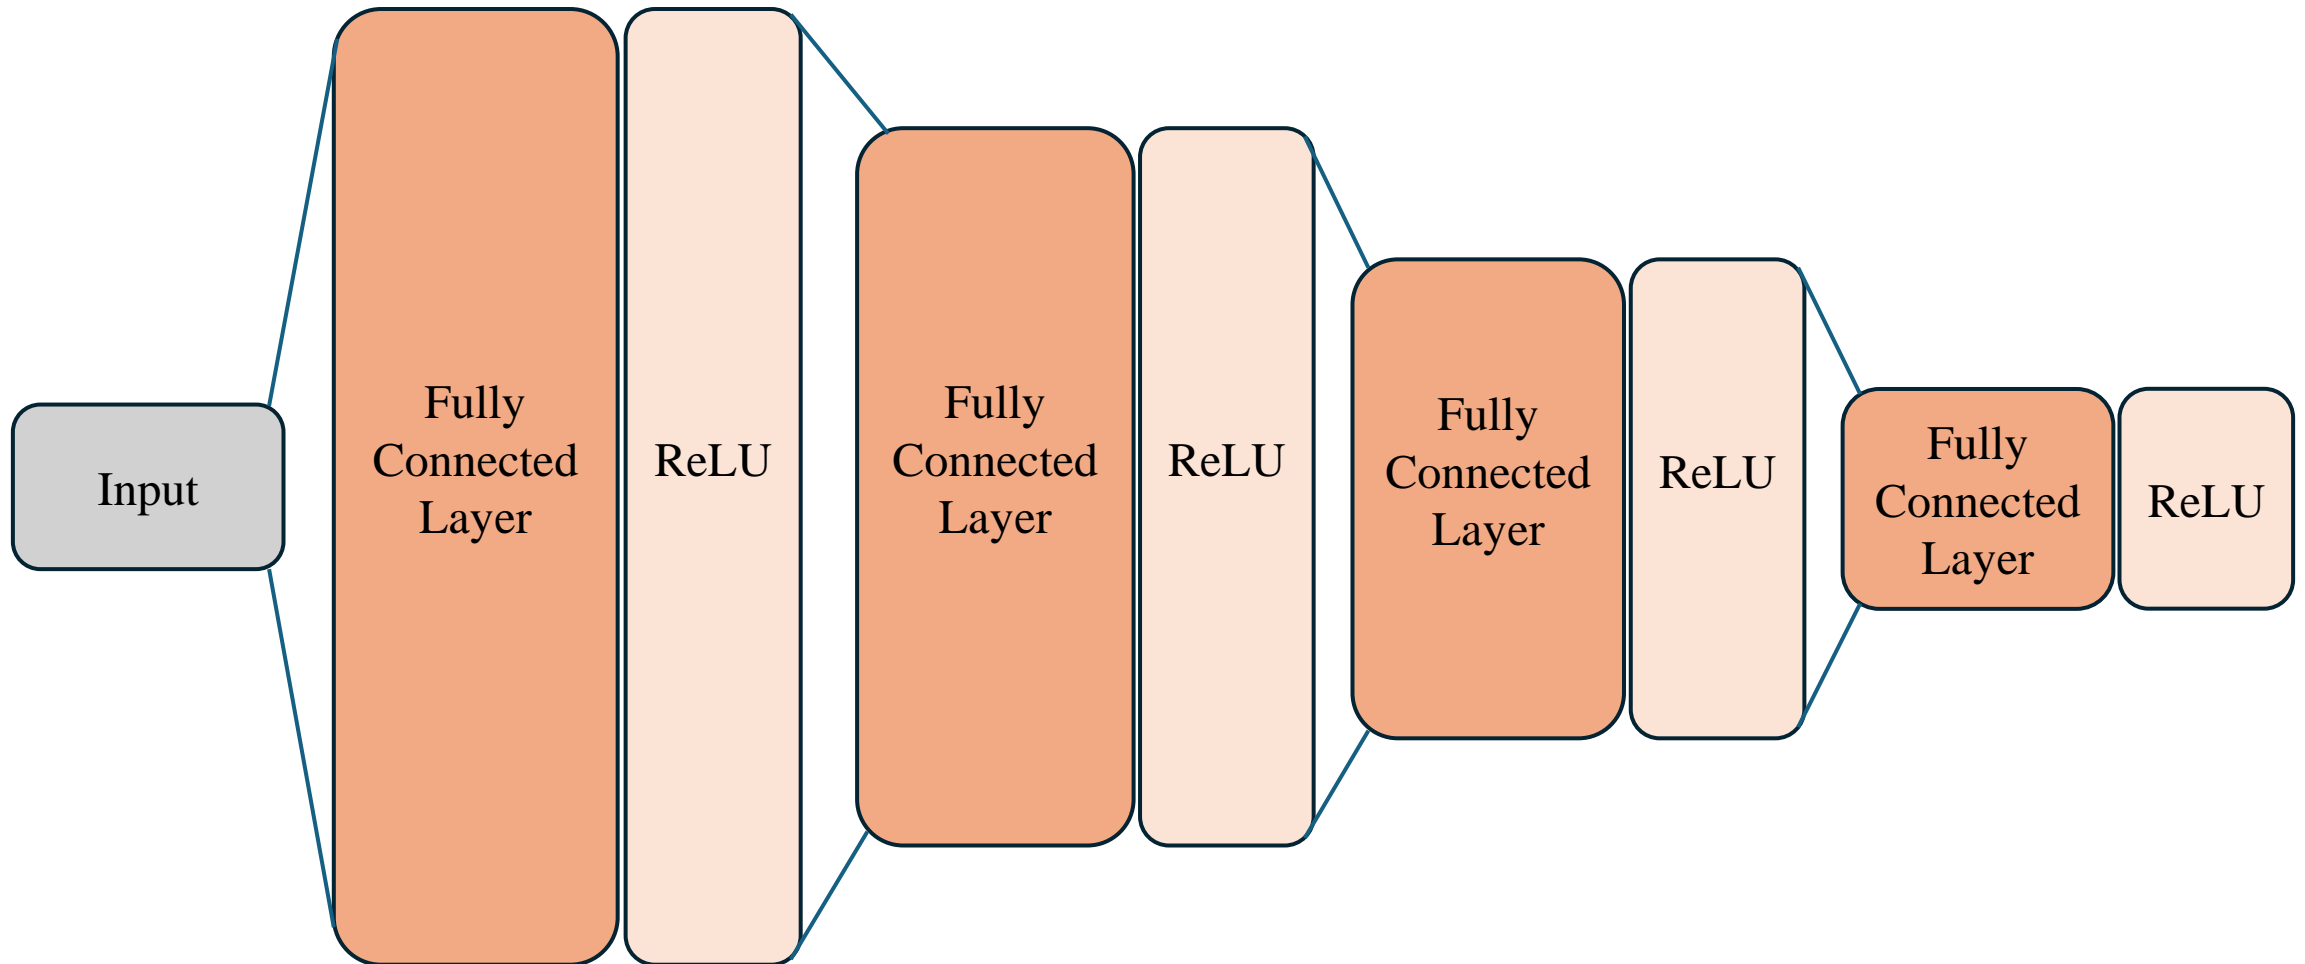 Input
Fully
Connected
Layer
ReLU
Fully
Connected
Layer
ReLU
Fully
Connected
Layer
ReLU
Fully
Connected
Layer
ReLU